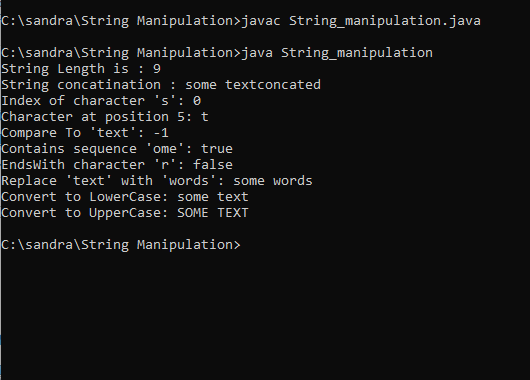 C:\sandra\String Manipulation>javac String_manipulation.java
C:\sandra\String Manipulation>java String_manipulation
String Length is : 9
String concatination : some textconcated
Index of character 's': 0
Character at position 5: t
Compare To 'text': -1
Contains sequence 'ome': true
EndsWith character 'r': false
Replace 'text' with 'words': some words
Convert to LowerCase: some text
Convert to UpperCase: SOME TEXT
C:\sandra\String Manipulation>